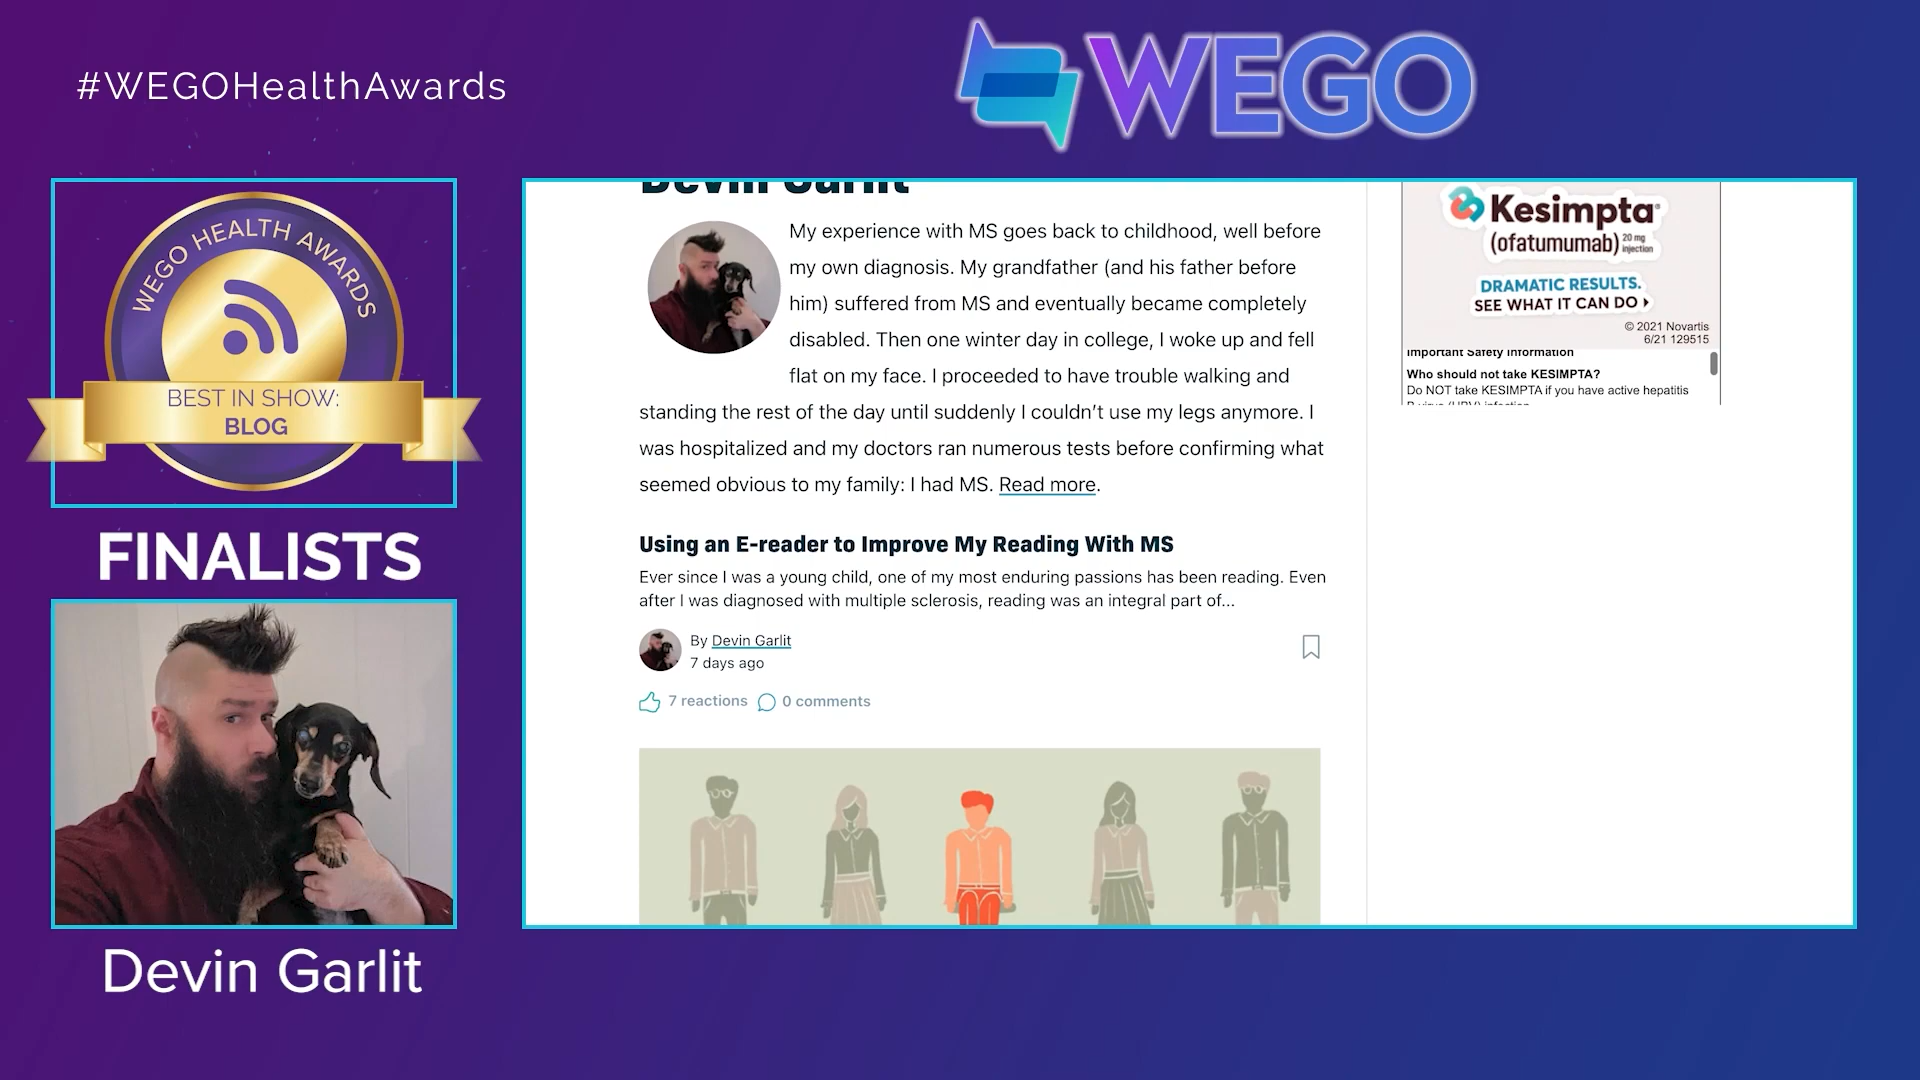 #WEGOHealthAwards
WEGO
WEGO HEALTH AWARDS
BEST IN SHOW:
BLOG
FINALISTS
Devin Garlit
Devin Garlit
My experience with MS goes back to childhood, well before
my own diagnosis. My grandfather (and his father before
him) suffered from MS and eventually became completely
disabled. Then one winter day in college, I woke up and fell
flat on my face. I proceeded to have trouble walking and
standing the rest of the day until suddenly I couldn’t use my legs anymore. I
was hospitalized and my doctors ran numerous tests before confirming what
seemed obvious to my family: I had MS. Read more.
Using an E-reader to Improve My Reading With MS
Ever since I was a young child, one of my most enduring passions has been reading. Even
after I was diagnosed with multiple sclerosis, reading was an integral part of...
By Devin Garlit
7 days ago
7 reactions 0 comments
Kesimpta®
(ofatumumab) 20 mg injection
DRAMATIC RESULTS.
SEE WHAT IT CAN DO
© 2021 Novartis
6/21 129515
Important Safety Information
Who should not take KESIMPTA?
Do NOT take KESIMPTA if you have active hepatitis
B virus (HBV) infection